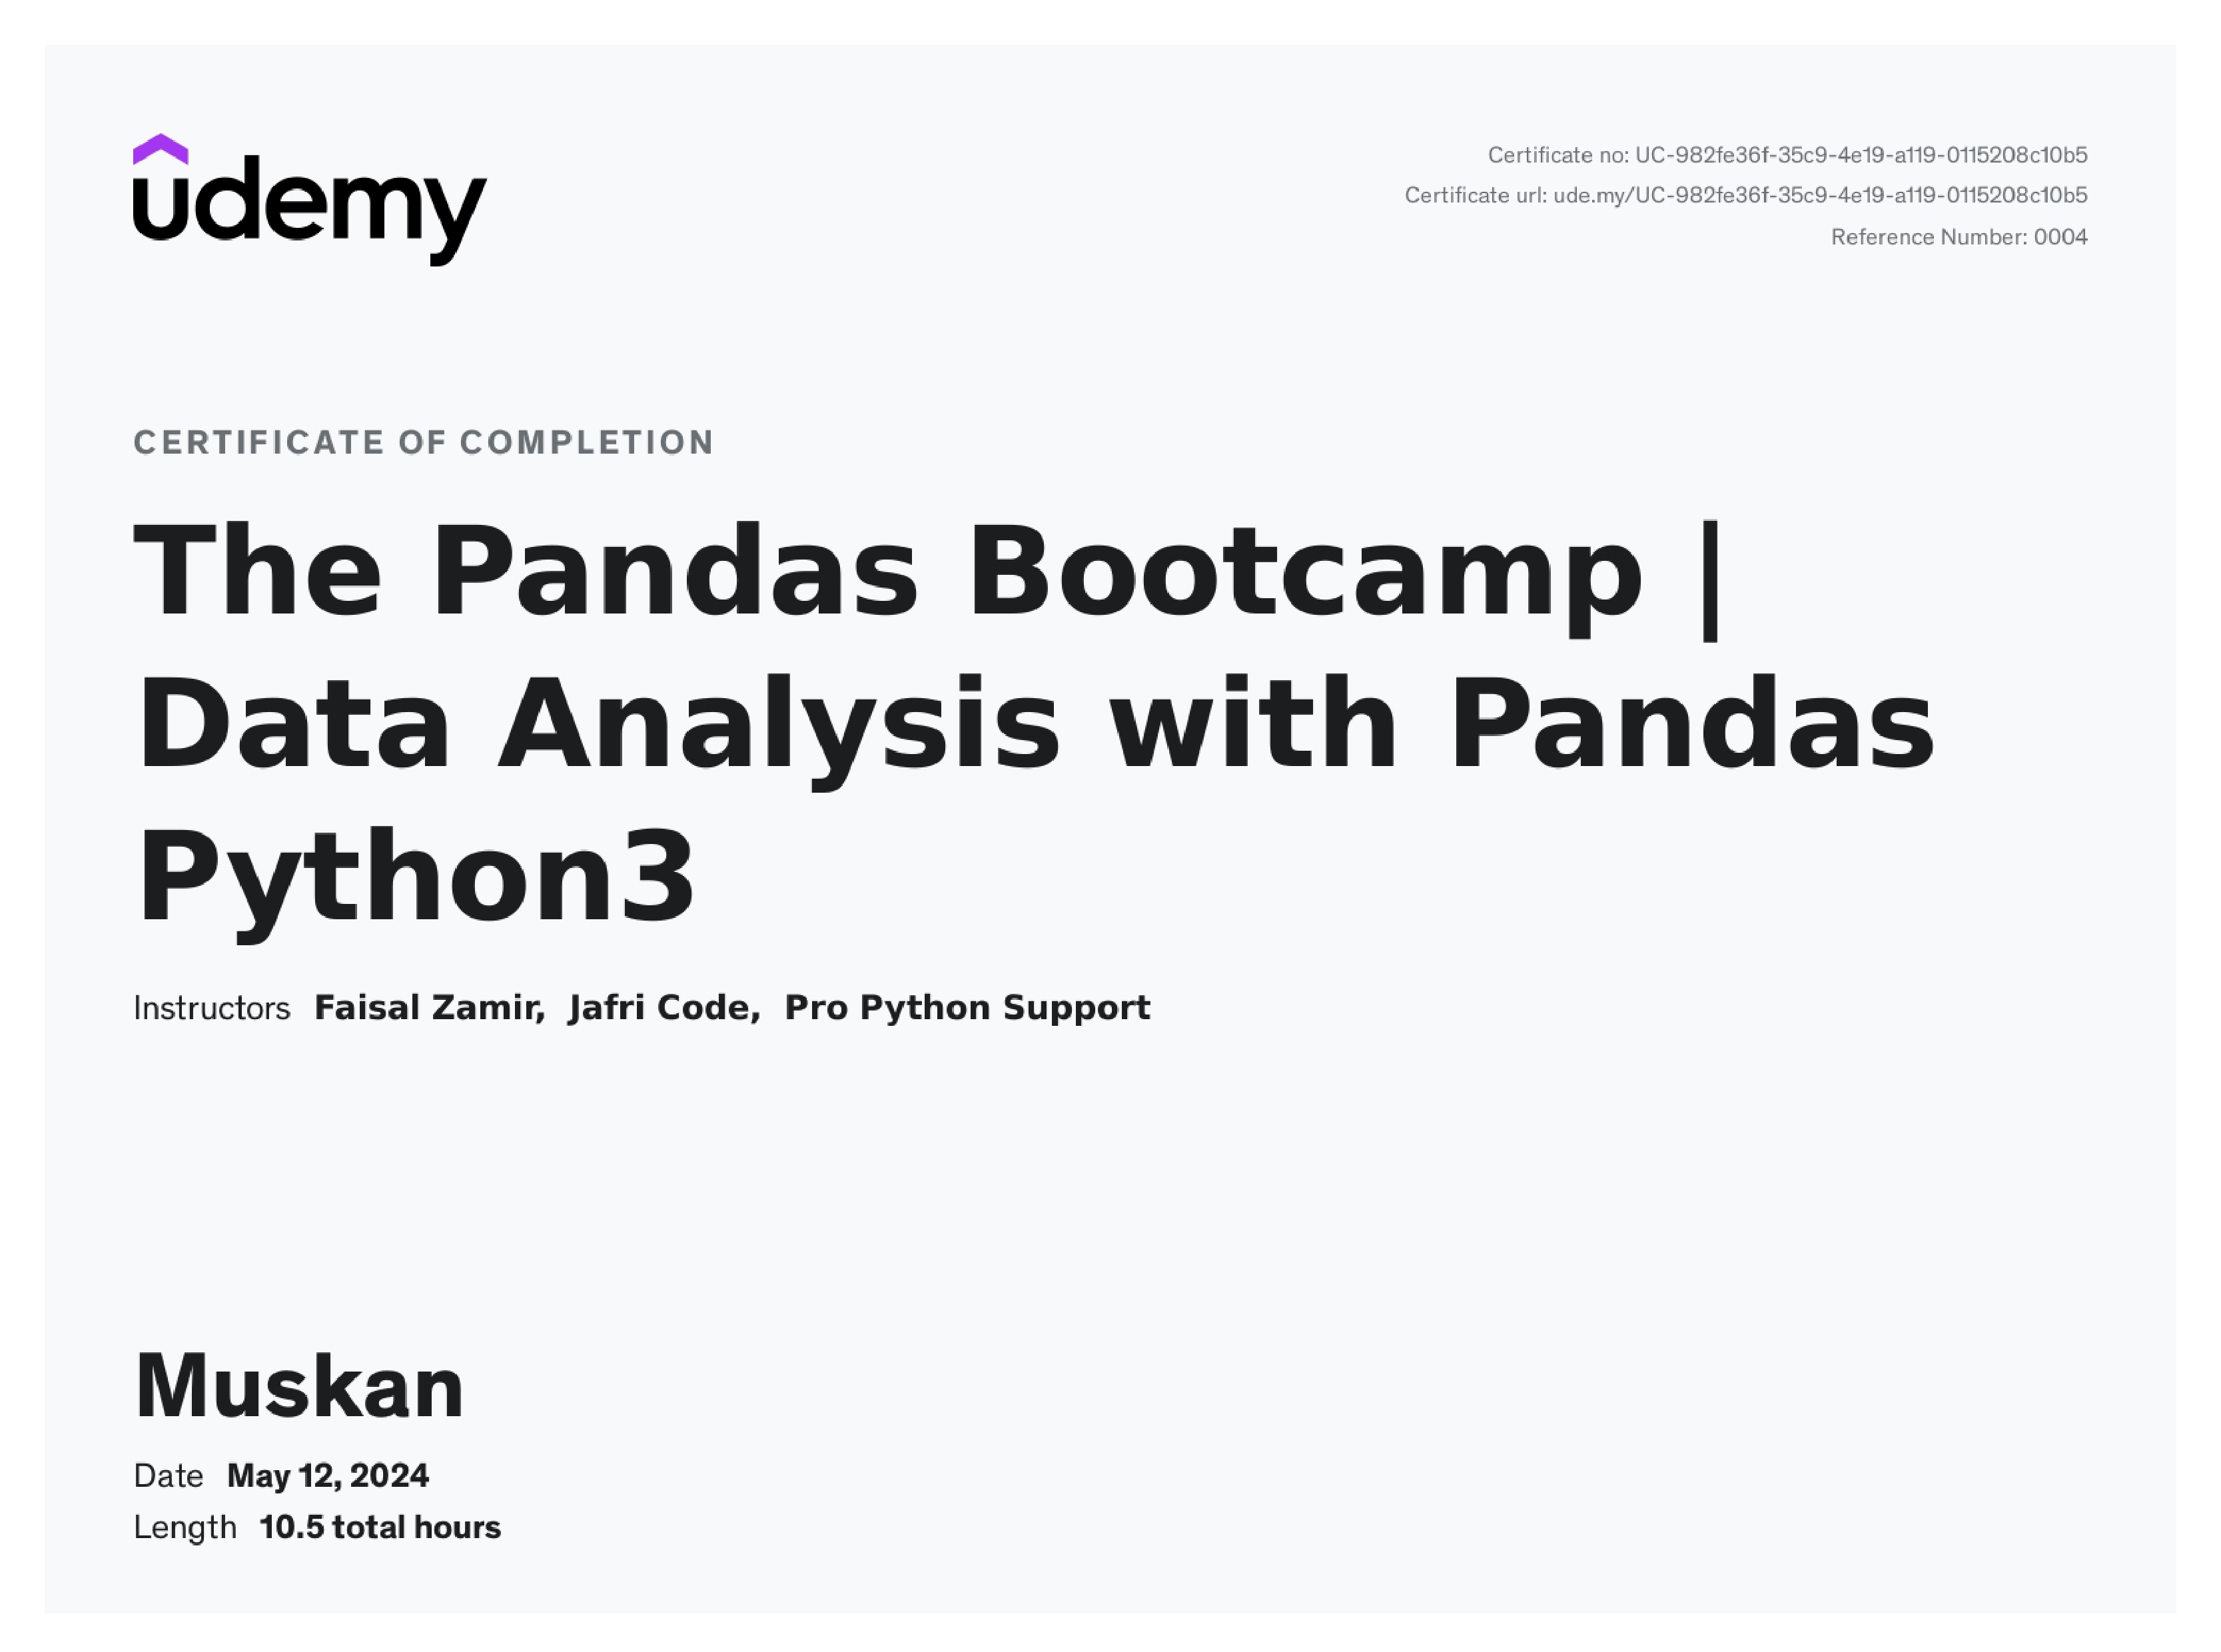 udemy
Certificate no: UC-982fe36f-35c9-4e19-a119-0115208c10b5
Certificate url: ude.my/UC-982fe36f-35c9-4e19-a119-0115208c10b5
Reference Number: 0004
CERTIFICATE OF COMPLETION
The Pandas Bootcamp |
Data Analysis with Pandas
Python3
Instructors Faisal Zamir, Jafri Code, Pro Python Support
Muskan
Date May 12, 2024
Length 10.5 total hours